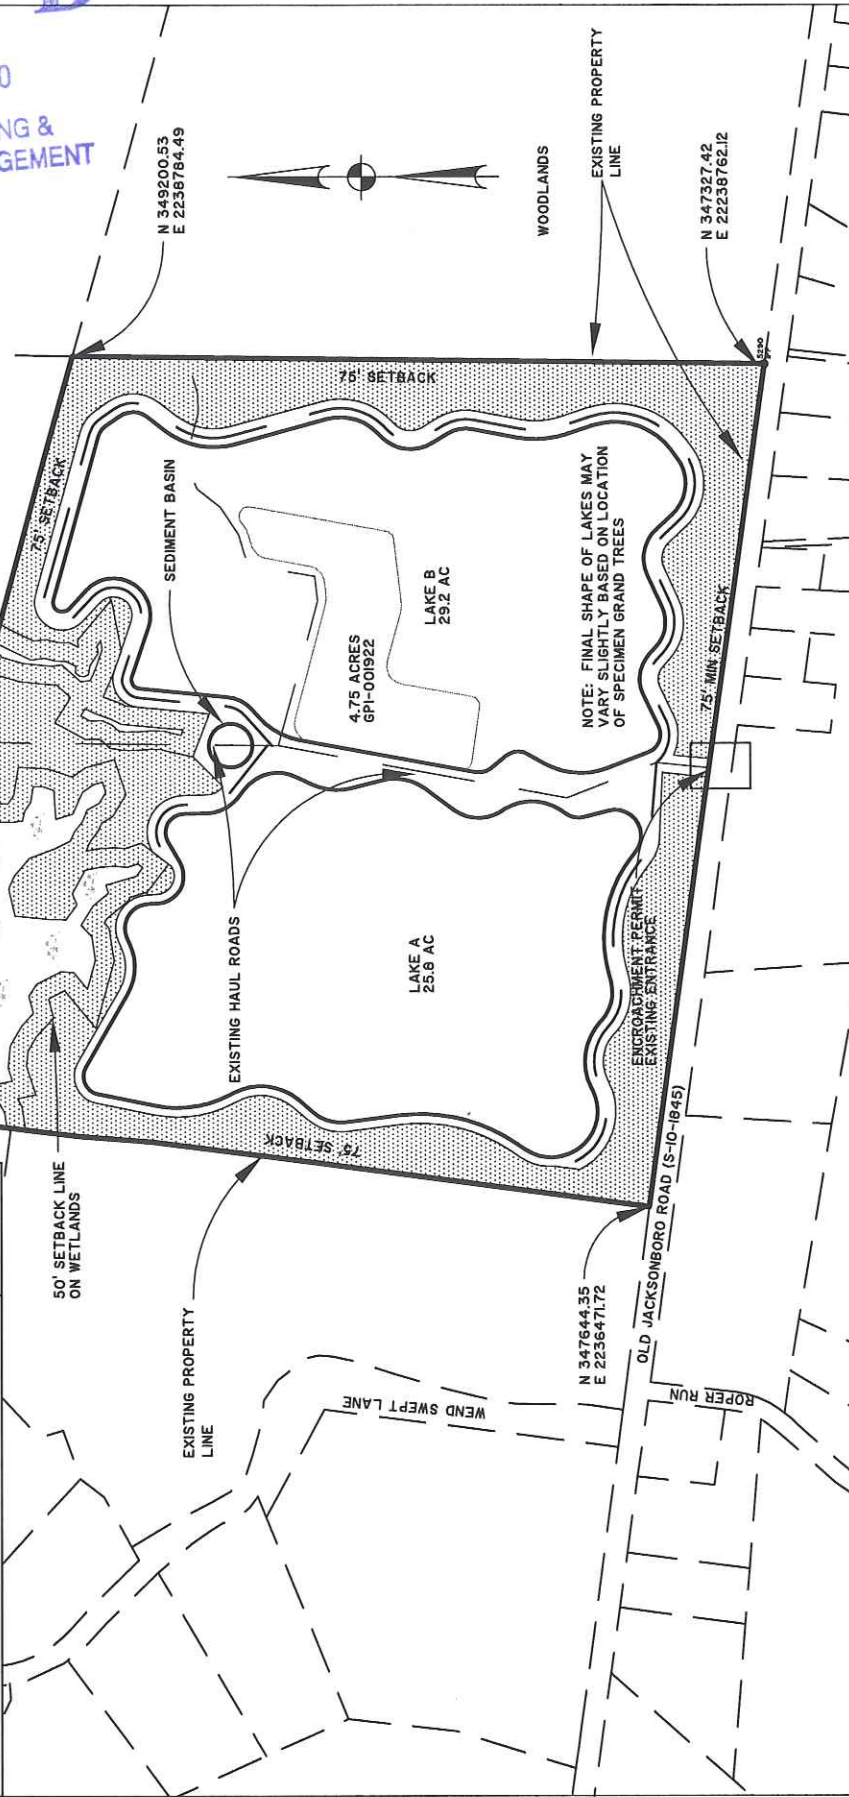 0
NG &
GEMENT
N 349200.53
E 2238784.49
WOODLANDS
EXISTING PROPERTY
LINE
N 347327.42
E 22238762.12
5290
75' SETBACK
75' SETBACK
SEDIMENT BASIN
LAKE B
29.2 AC
4.75 ACRES
GP1-001922
NOTE: FINAL SHAPE OF LAKES MAY
VARY SLIGHTLY BASED ON LOCATION
OF SPECIMEN GRAND TREES
75' MIN SETBACK
EXISTING HAUL ROADS
LAKE A
25.8 AC
ENCROACHMENT PERMIT
EXISTING ENTRANCE
50' SETBACK LINE
ON WETLANDS
75' SETBACK
EXISTING PROPERTY
LINE
N 347644.35
E 2236471.72
OLD JACKSONBORO ROAD (S-10-1845)
WEND SWEPT LANE
ROPER RUN